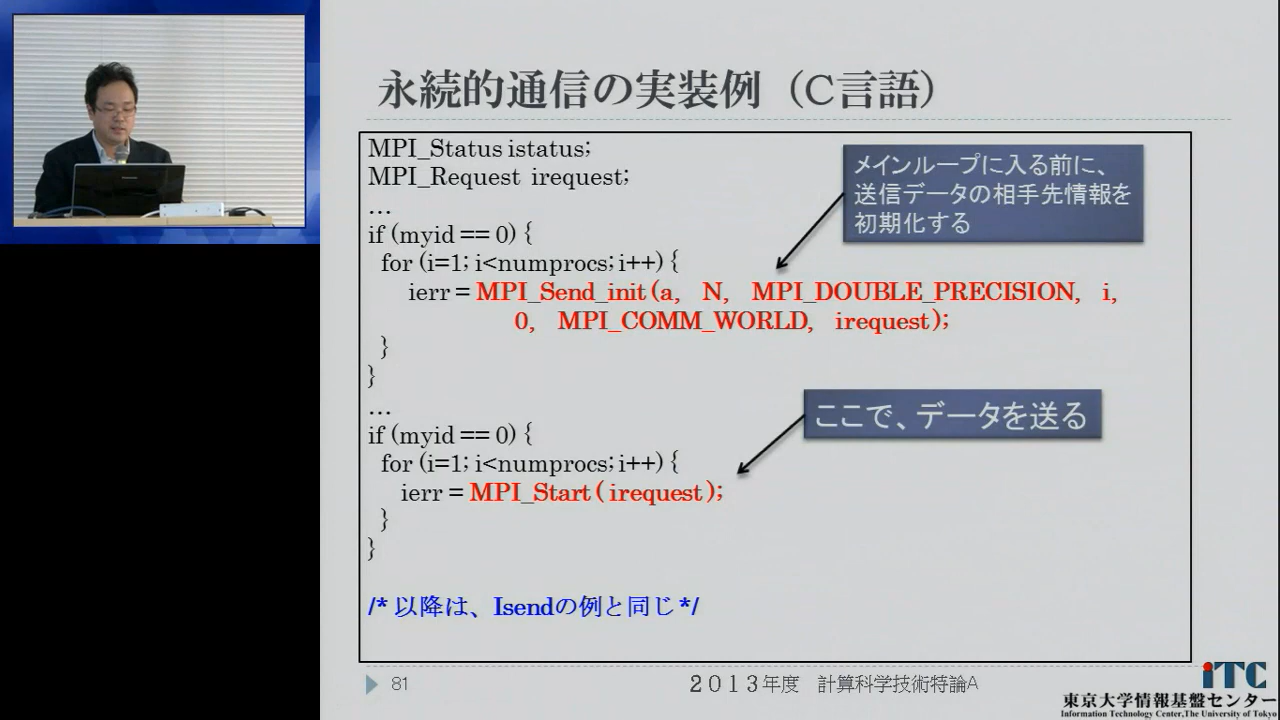 永続的通信の実装例（C言語）
MPI_Status istatus;
MPI_Request irequest;
…
if (myid == 0) {
for (i=1; i<numprocs; i++) {
ierr = MPI_Send_init (a, N, MPI_DOUBLE_PRECISION, i,
0, MPI_COMM_WORLD, irequest );
}
}
…
if (myid == 0) {
for (i=1; i<numprocs; i++) {
ierr = MPI_Start ( irequest );
}
}
/* 以降は、Isendの例と同じ */
メインループに入る前に、
送信データの相手先情報を
初期化する
ここで、データを送る
81
2013年度 計算科学技術特論A
iTC
東京大学情報基盤センター
Information Technology Center, The University of Tokyo